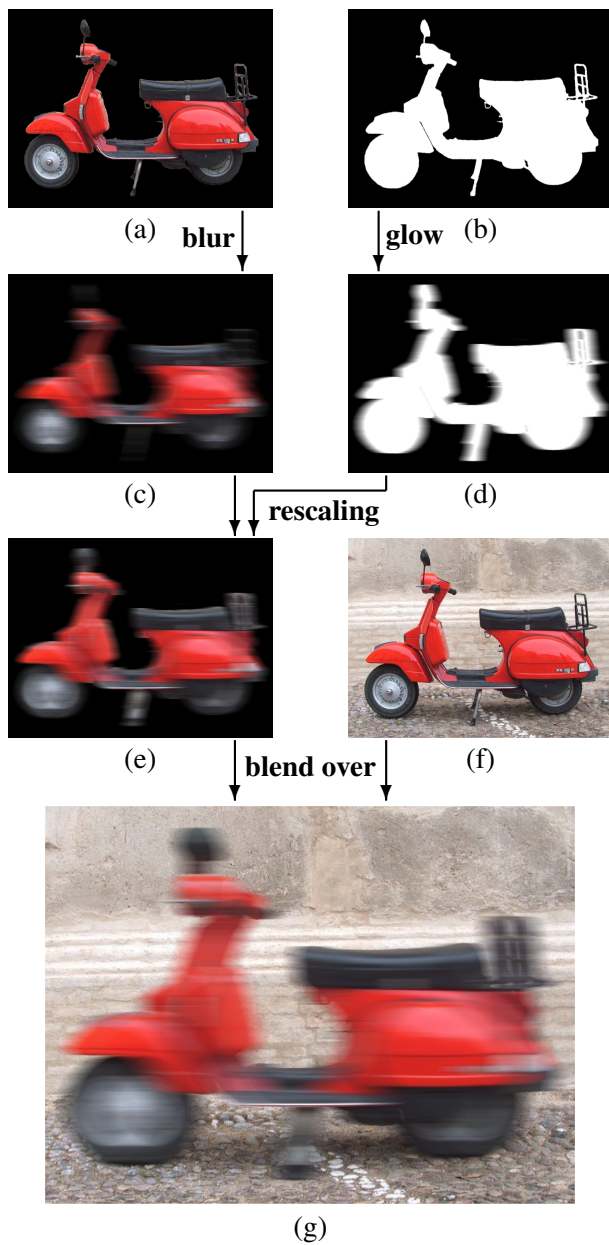 (a)
(b)
blur
glow
(c)
(d)
rescaling
(e)
(f)
blend over
(g)